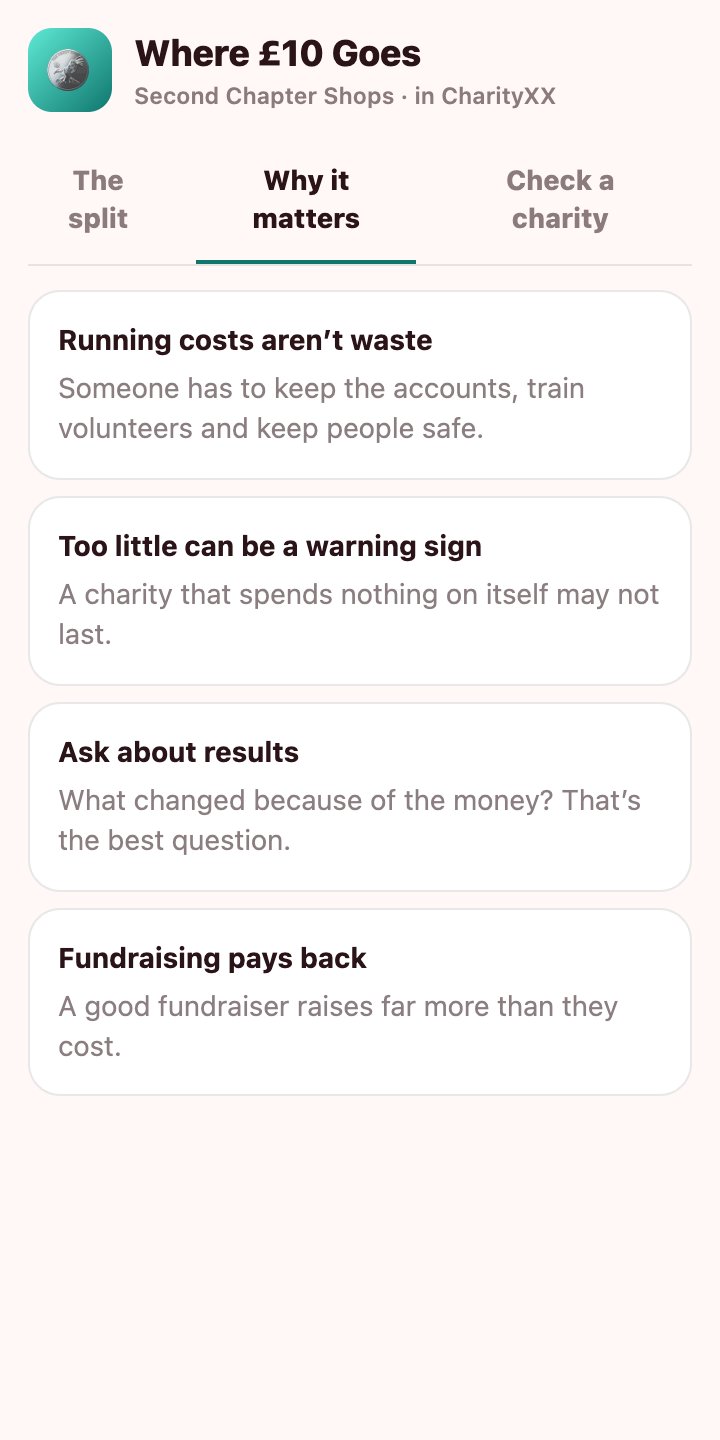 Where £10 Goes
Second Chapter Shops · in CharityXX
The
split
Why it
matters
Check a
charity
Running costs aren’t waste
Someone has to keep the accounts, train
volunteers and keep people safe.
Too little can be a warning sign
A charity that spends nothing on itself may not
last.
Ask about results
What changed because of the money? That’s
the best question.
Fundraising pays back
A good fundraiser raises far more than they
cost.